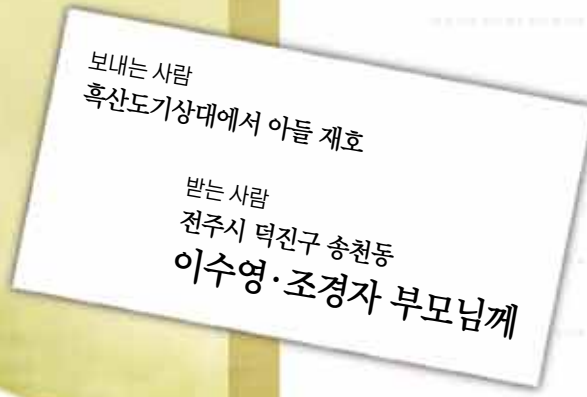 보내는 사람
흑산도기상대에서 아들 재호
받는 사람
전주시 덕진구 송천동
이수영·조경자 부모님께